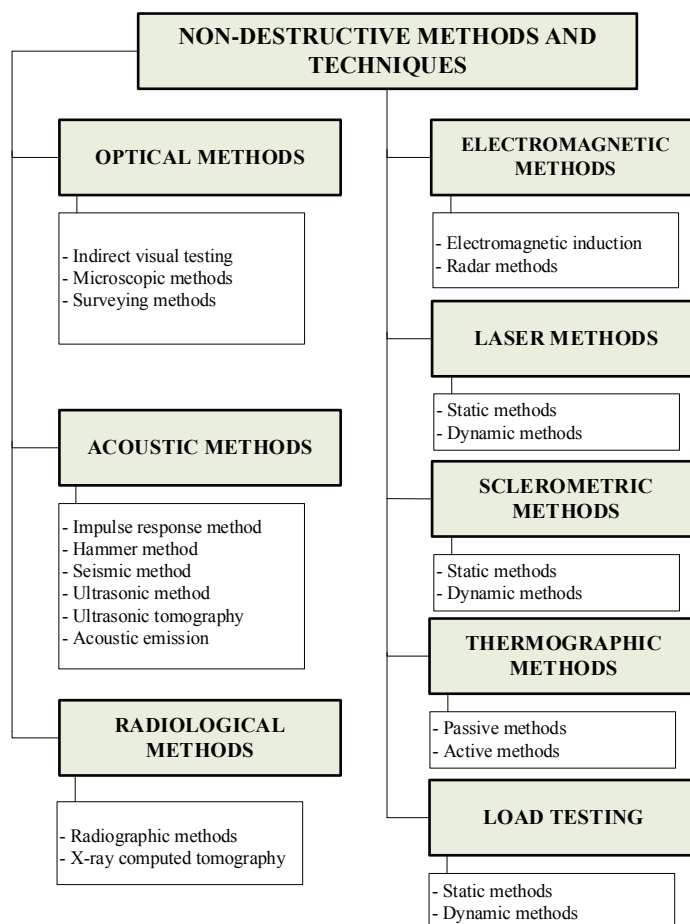 NON-DESTRUCTIVE METHODS AND
TECHNIQUES
OPTICAL METHODS
- Indirect visual testing
- Microscopic methods
- Surveying methods
ACOUSTIC METHODS
- Impulse response method
- Hammer method
- Seismic method
- Ultrasonic method
- Ultrasonic tomography
- Acoustic emission
RADIOLOGICAL
METHODS
- Radiographic methods
- X-ray computed tomography
ELECTROMAGNETIC
METHODS
- Electromagnetic induction
- Radar methods
LASER METHODS
- Static methods
- Dynamic methods
SCLEROMETRIC
METHODS
- Static methods
- Dynamic methods
THERMOGRAPHIC
METHODS
- Passive methods
- Active methods
LOAD TESTING
- Static methods
- Dynamic methods